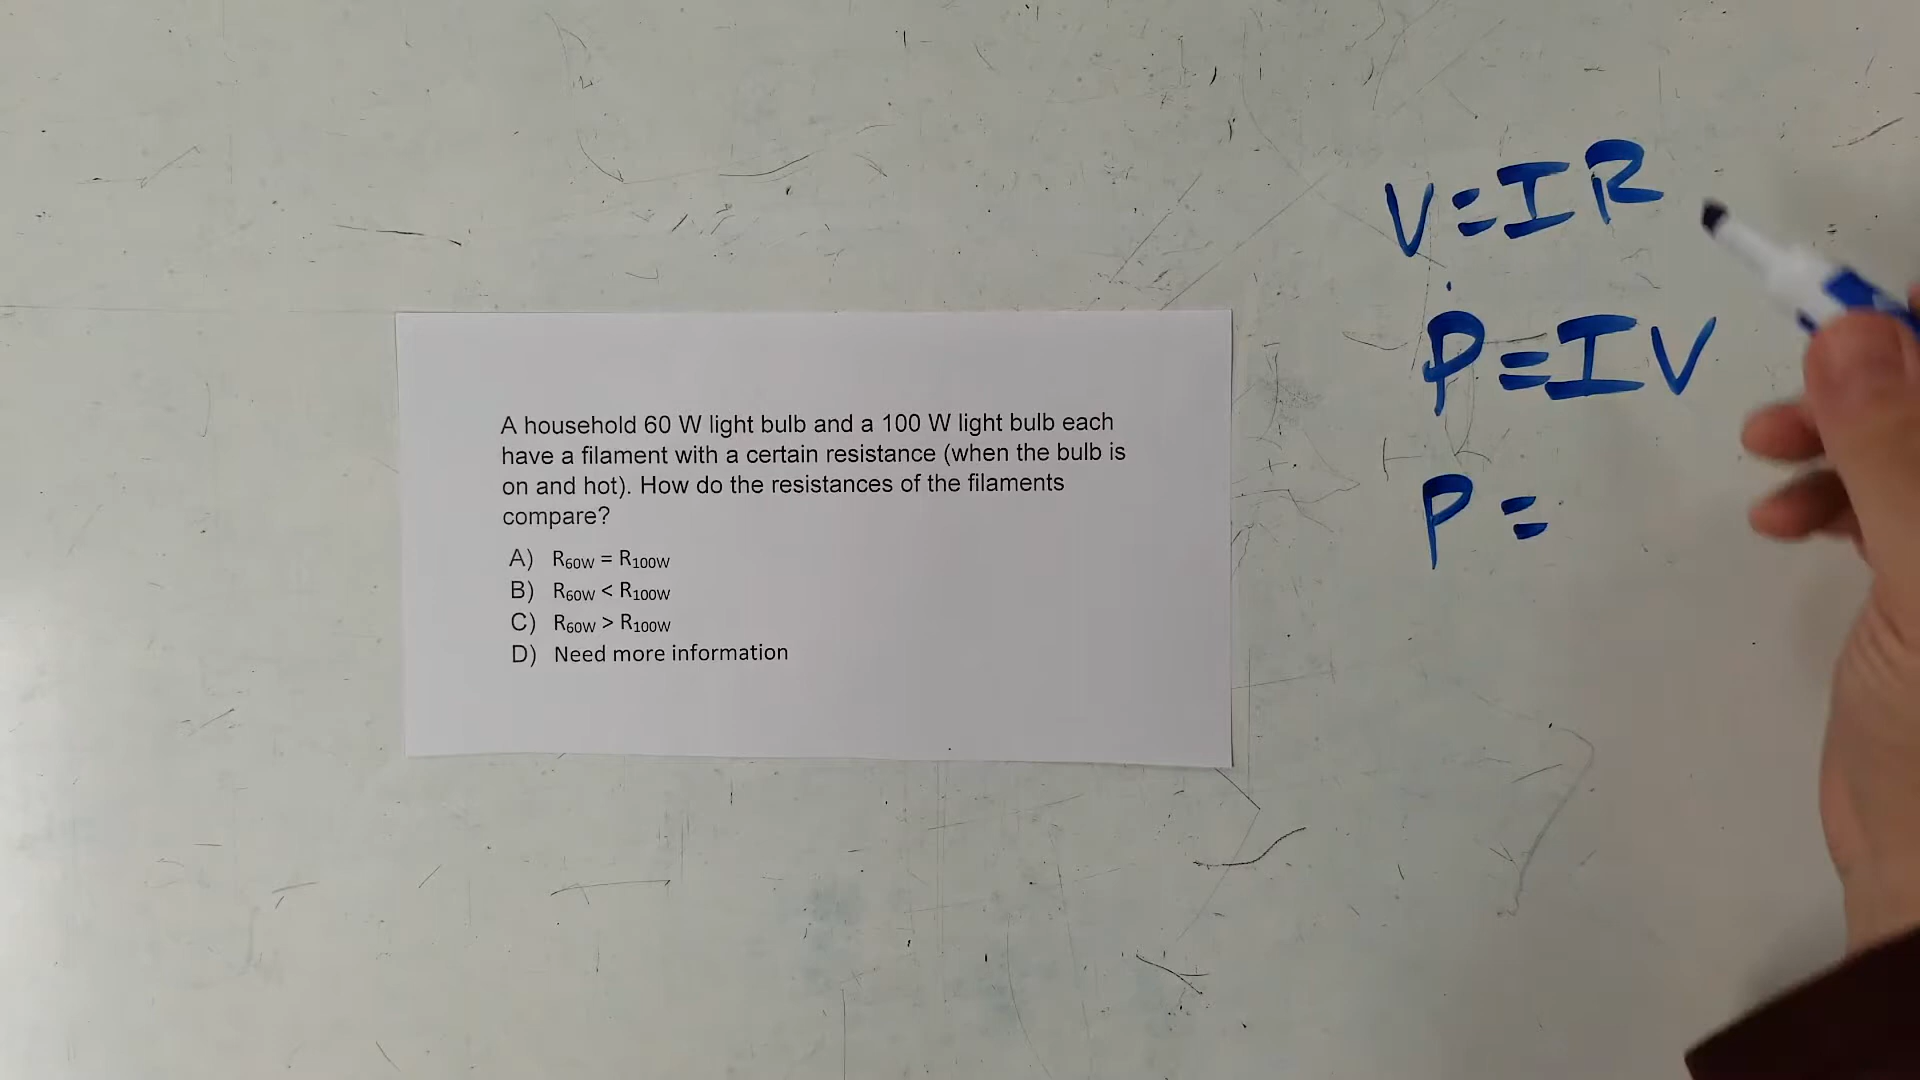 A household 60 W light bulb and a 100 W light bulb each
have a filament with a certain resistance (when the bulb is
on and hot). How do the resistances of the filaments
compare?
A) R₆₀W = R₁₀₀W
B) R₆₀W < R₁₀₀W
C) R₆₀W > R₁₀₀W
D) Need more information
V=IR
P=IV
P=